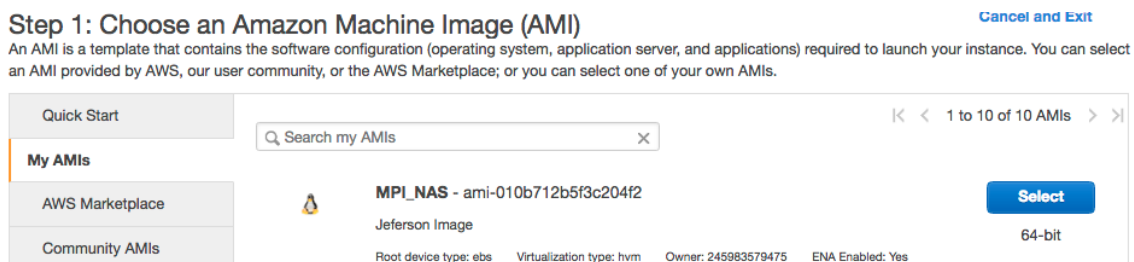 Step 1: Choose an Amazon Machine Image (AMI)
Cancel and Exit
An AMI is a template that contains the software configuration (operating system, application server, and applications) required to launch your instance. You can select
an AMI provided by AWS, our user community, or the AWS Marketplace; or you can select one of your own AMIs.
Quick Start
1 to 10 of 10 AMIs
Search my AMIs
My AMIs
MPI_NAS - ami-010b712b5f3c204f2
Select
AWS Marketplace
Jeferson Image
64-bit
Community AMIs
Root device type: ebs Virtualization type: hvm Owner: 245983579475 ENA Enabled: Yes